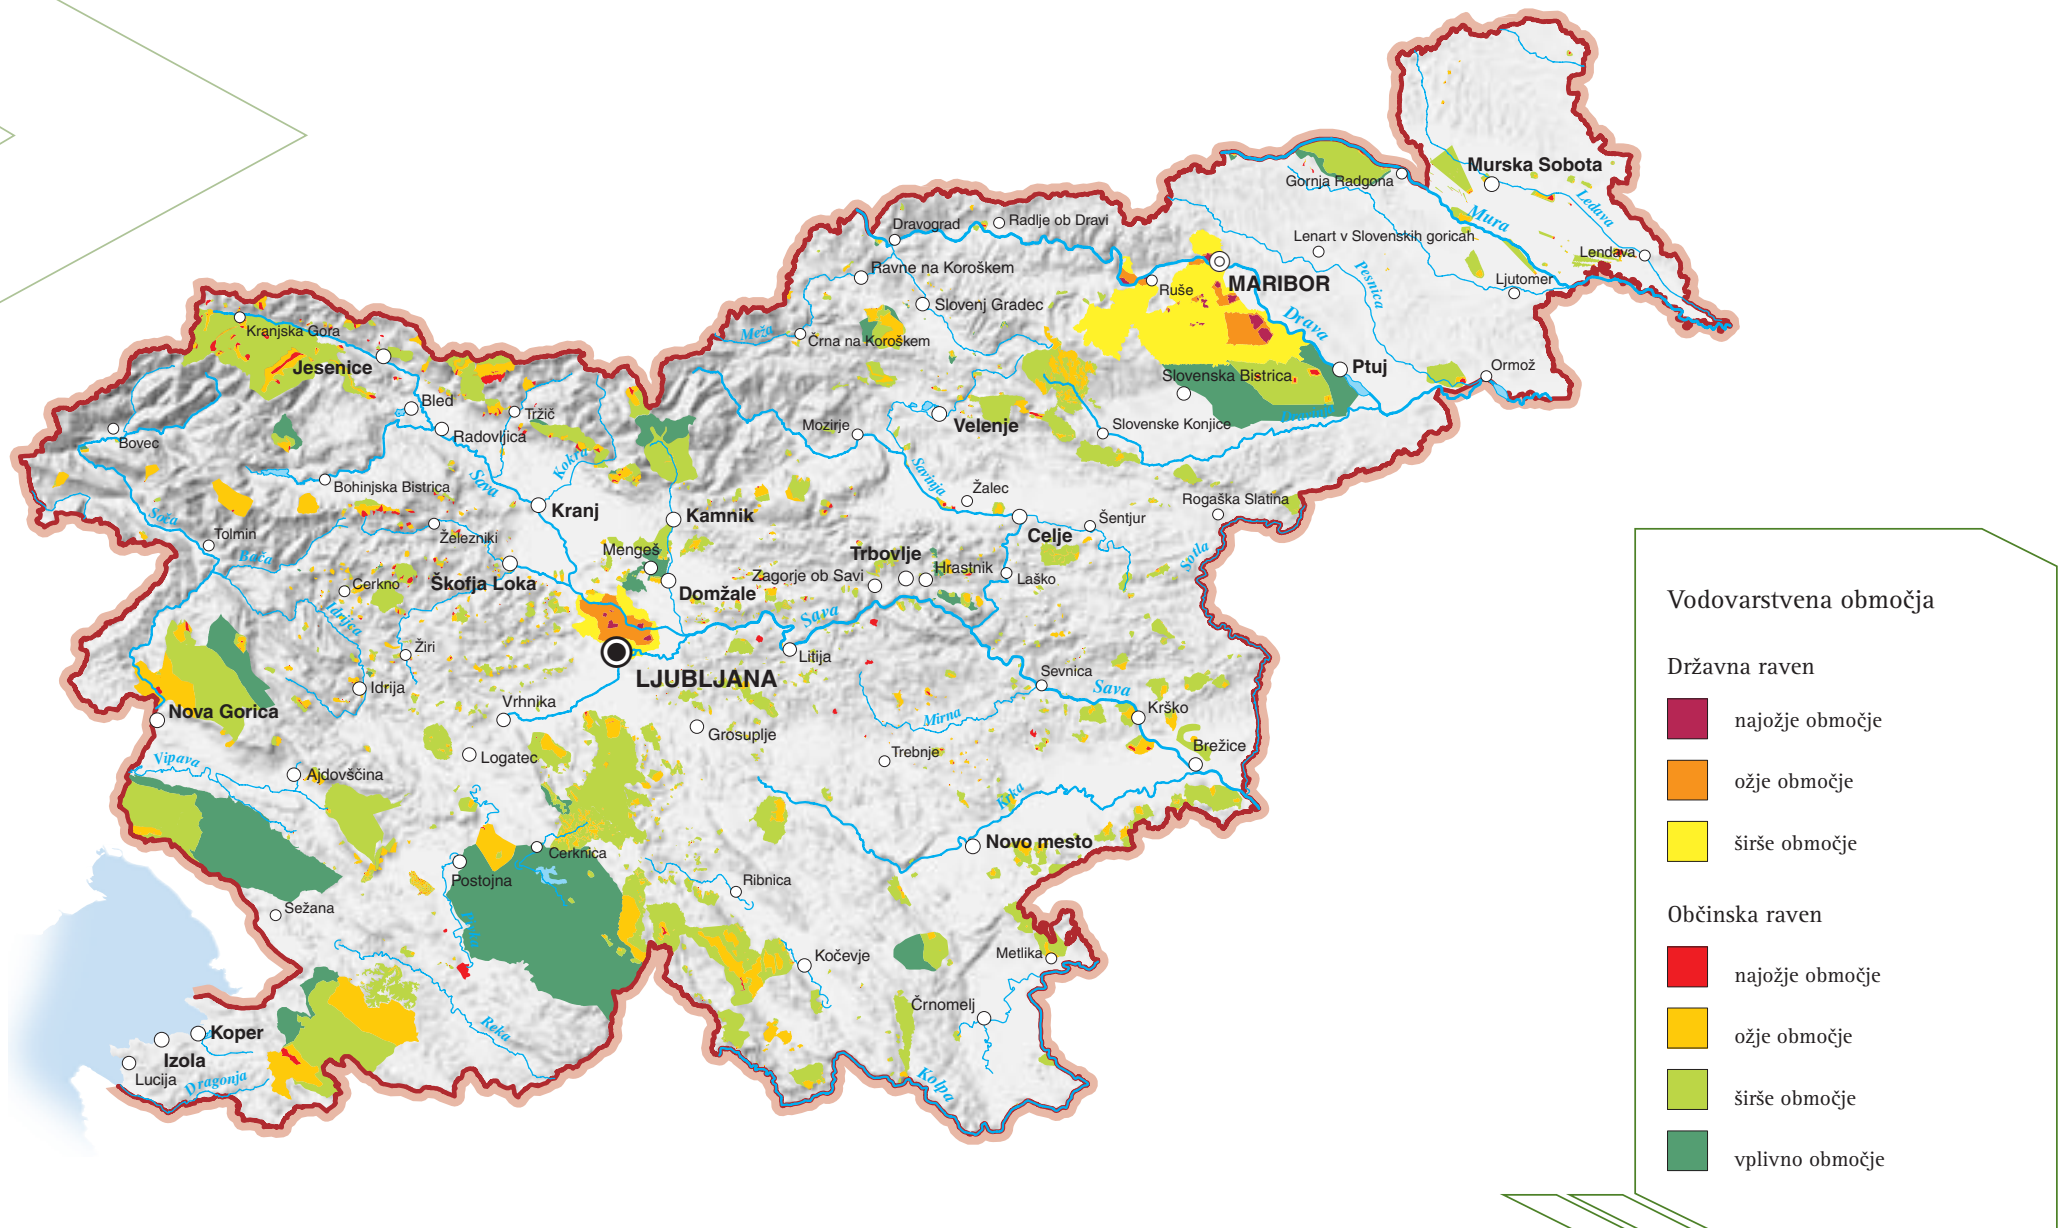 Murska Sobota
Gornja Radgona
Ledava
Mura
Dravograd
Radlje ob Dravi
Lenart v Slovenskih goricah
Lendava
Ravne na Koroškem
Pesnica
Ljutomer
MARIBOR
Ruše
Slovenj Gradec
Drava
Kranjska Gora
Meža
Črna na Koroškem
Jesenice
Ptuj
Ormož
Slovenska Bistrica
Bled
Tržič
Dravinja
Radovljica
Mozirje
Velenje
Slovenske Konjice
Bovec
Kokra
Sava
Savinja
Bohinjska Bistrica
Žalec
Rogaška Slatina
Kranj
Kamnik
Soča
Šentjur
Tolmin
Železniki
Celje
Mengeš
Trbovlje
Sotla
Bača
Hrastnik
Zagorje ob Savi
Laško
Cerkno
Škofja Loka
Domžale
Idrijca
Sava
Žiri
Litija
LJUBLJANA
Sevnica
Idrija
Sava
Vrhnika
Krško
Nova Gorica
Mirna
Grosuplje
Brežice
Trebnje
Logatec
Vipava
Ajdovščina
Krka
Novo mesto
Cerknica
Postojna
Ribnica
Sežana
Metlika
Kočevje
Črnomelj
Reka
Koper
Izola
Lucija
Dragonja
Kolpa
Vodovarstvena območja
Državna raven
najožje območje
ožje območje
širše območje
Občinska raven
najožje območje
ožje območje
širše območje
vplivno območje